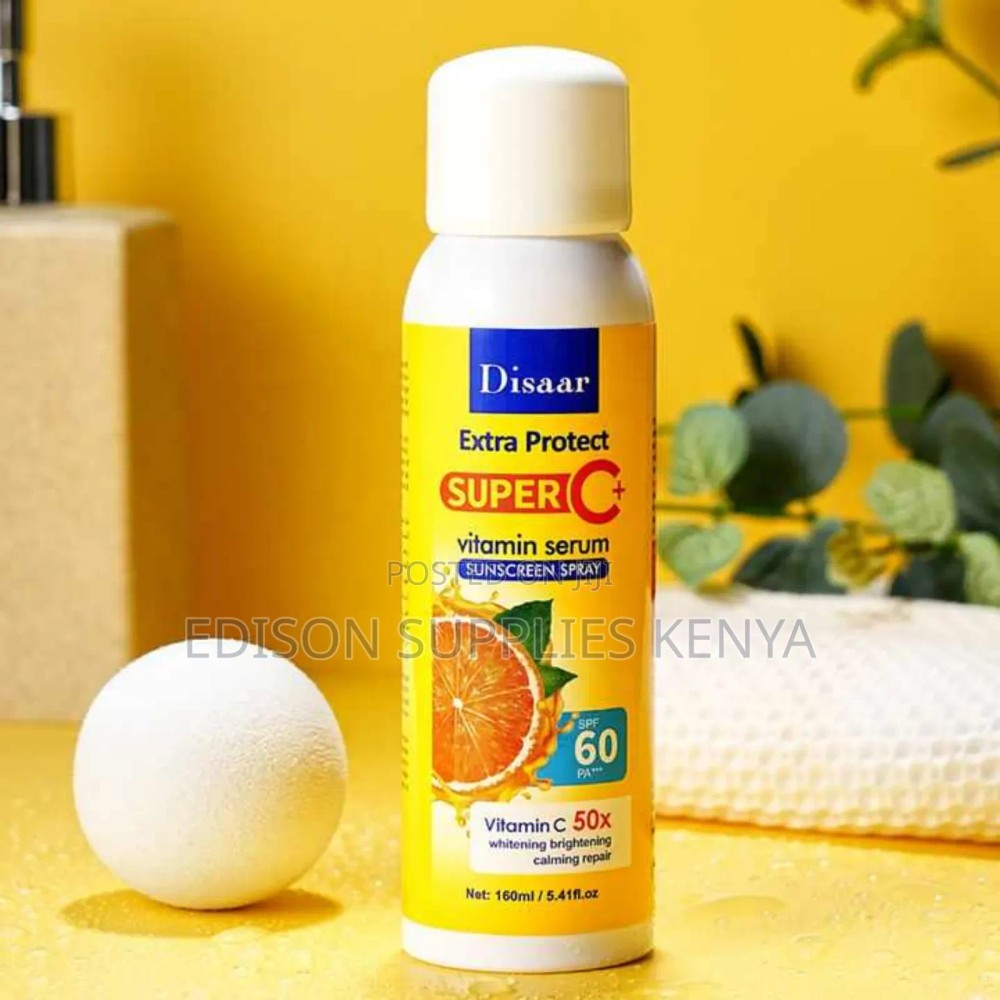 Disaar
Extra Protect
SUPER C+
vitamin serum
SUNSCREEN SPRAY
POSTED ON JIJI
EDISON SUPPLIES KENYA
SPF
60
PA+++
Vitamin C 50x
whitening brightening
calming repair
Net: 160ml / 5.41fl.oz